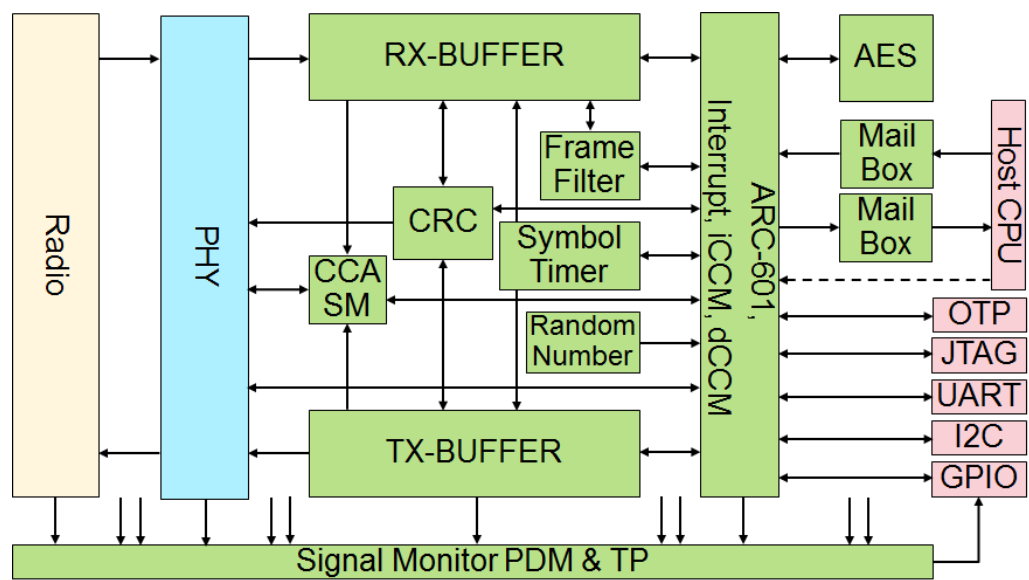 Radio
PHY
RX-BUFFER
Frame
Filter
CRC
Symbol
Timer
CCA
SM
Random
Number
TX-BUFFER
ARC-601,
Interrupt, iCCM, dCCM
AES
Mail
Box
Mail
Box
Host CPU
OTP
JTAG
UART
I2C
GPIO
Signal Monitor PDM & TP